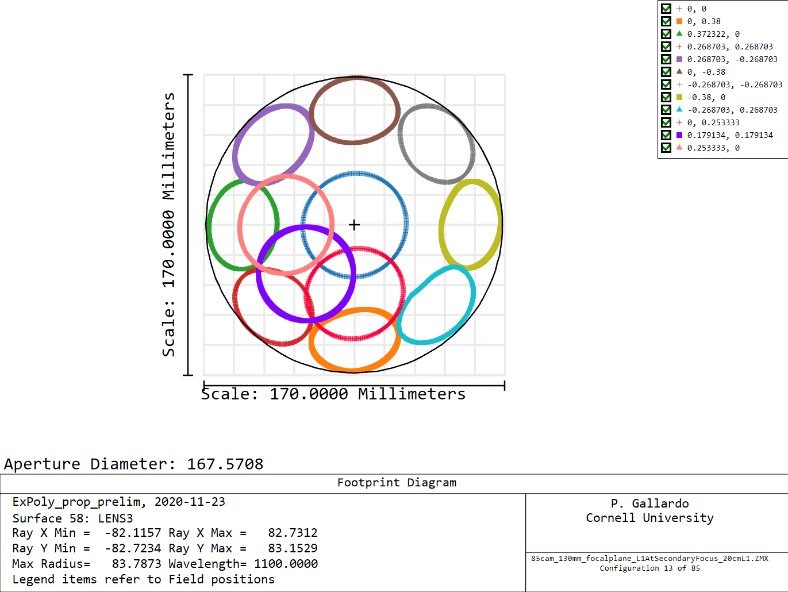 0, 0
0, 0.38
0.372322, 0
0.268703, 0.268703
0.268703, -0.268703
0, -0.38
-0.268703, -0.268703
-0.38, 0
-0.268703, 0.268703
0, 0.253333
0.179134, 0.179134
0.253333, 0
Scale: 170.0000 Millimeters
Scale: 170.0000 Millimeters
Aperture Diameter: 167.5708
Footprint Diagram
ExPoly_prop_prelim, 2020-11-23
Surface 58: LENS3
Ray X Min = -82.1157 Ray X Max = 82.7312
Ray Y Min = -82.7234 Ray Y Max = 83.1529
Max Radius= 83.7873 Wavelength= 1100.0000
Legend items refer to Field positions
P. Gallardo
Cornell University
85cam_130mm_focalplane_L1AtSecondaryFocus_20cmL1.ZMX
Configuration 13 of 85